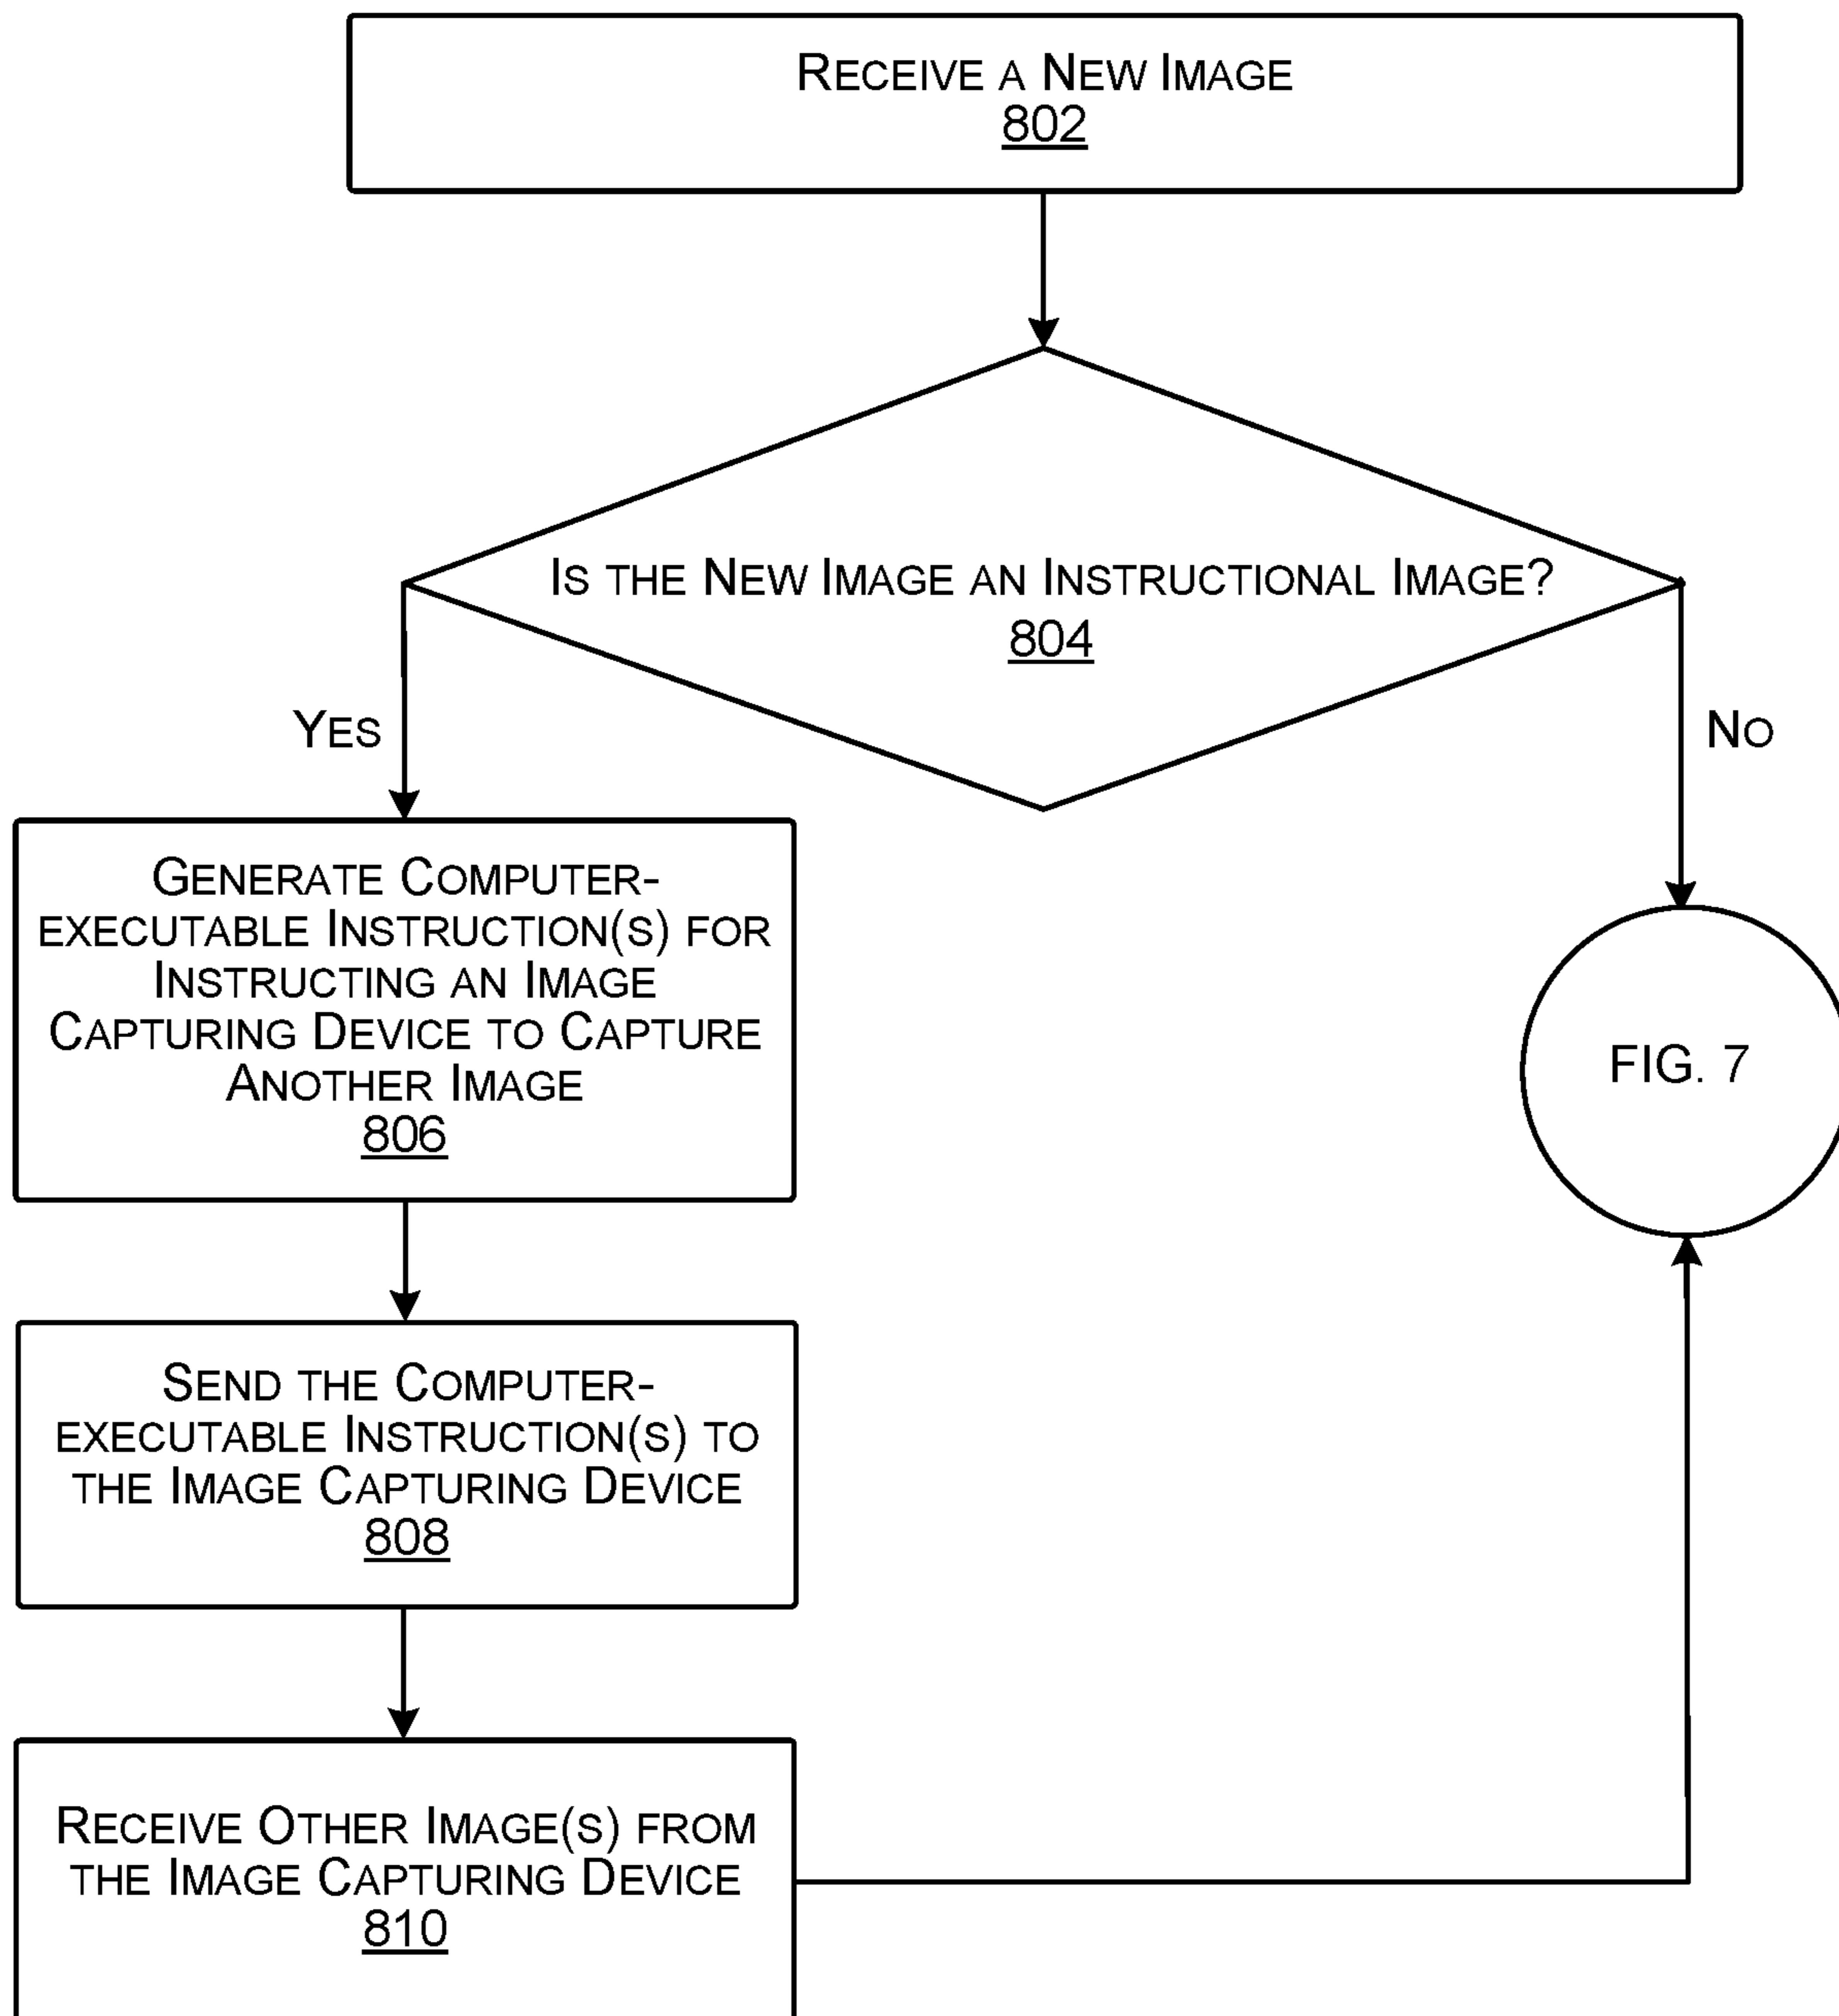 RECEIVE A NEW IMAGE
802
IS THE NEW IMAGE AN INSTRUCTIONAL IMAGE?
804
YES
NO
GENERATE COMPUTER-
EXECUTABLE INSTRUCTION(S) FOR
INSTRUCTING AN IMAGE
CAPTURING DEVICE TO CAPTURE
ANOTHER IMAGE
806
FIG. 7
SEND THE COMPUTER-
EXECUTABLE INSTRUCTION(S) TO
THE IMAGE CAPTURING DEVICE
808
RECEIVE OTHER IMAGE(S) FROM
THE IMAGE CAPTURING DEVICE
810